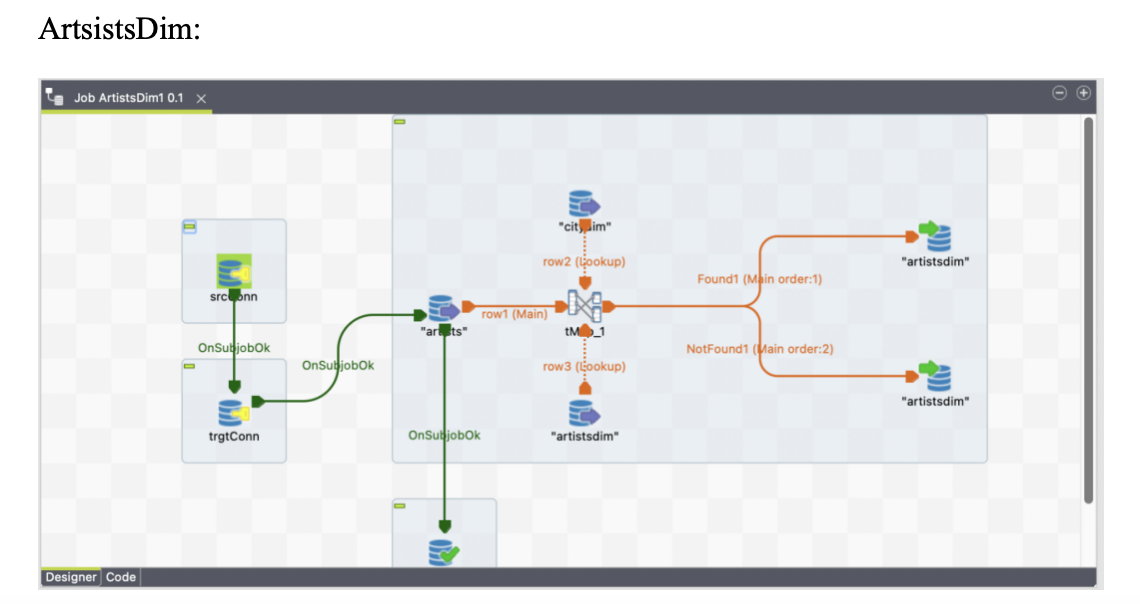 ArtsistsDim:
Job ArtistsDim1 0.1
"citydim"
row2 (Lookup)
"artistsdim"
srcConn
Found1 (Main order:1)
row1 (Main)
"artists"
tMap_1
OnSubjobOk
OnSubjobOk
NotFound1 (Main order:2)
row3 (Lookup)
"artistsdim"
trgtConn
OnSubjobOk
"artistsdim"
Designer Code